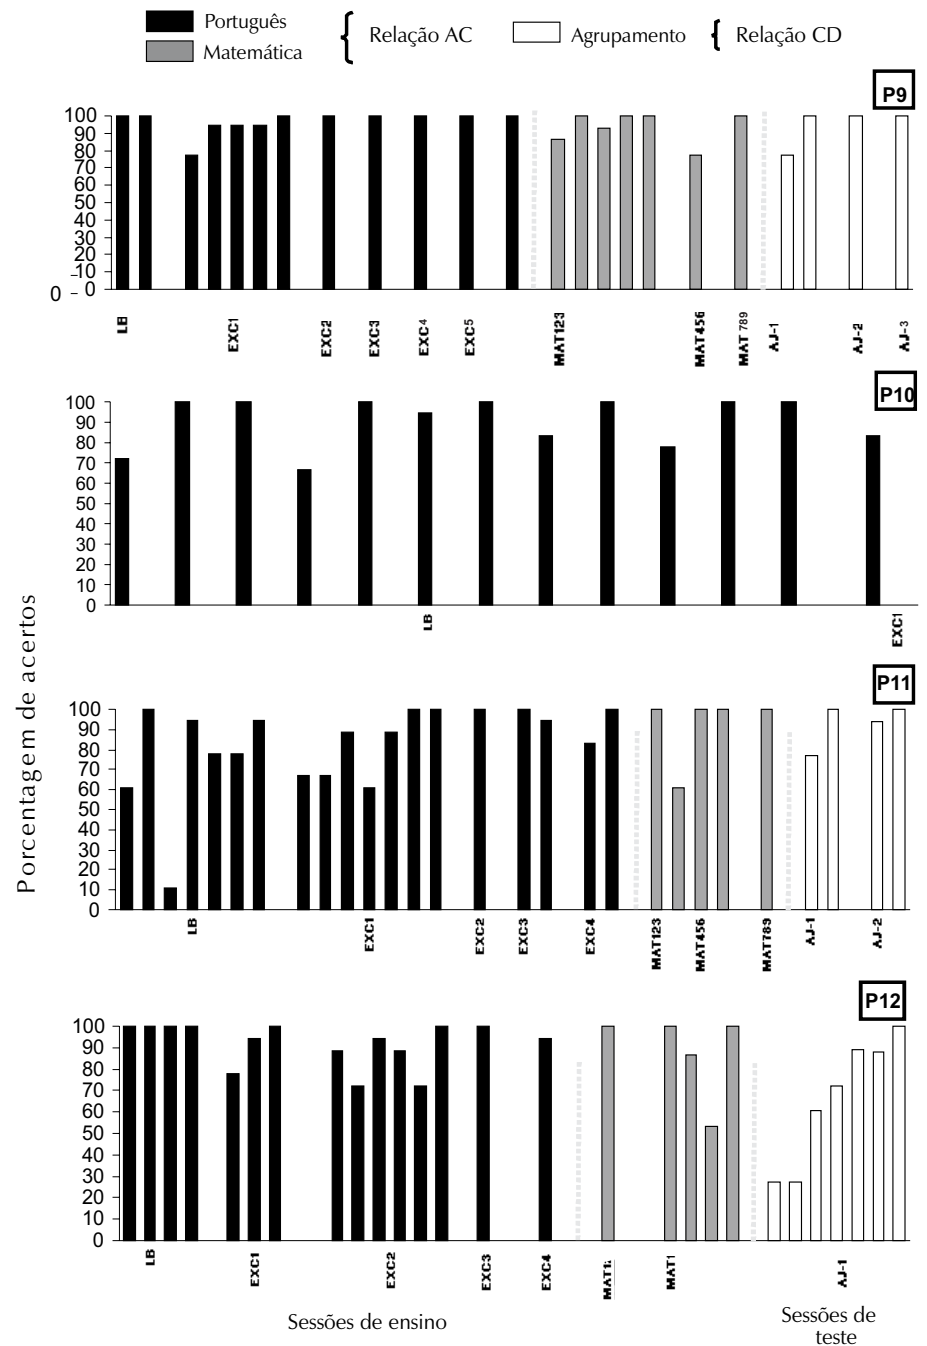 Português
Matemática
Relação AC
Agrupamento
Relação CD
P9
100
90
80
70
60
50
40
30
20
10
0
0
LB
EXC1
EXC2
EXC3
EXC4
EXC5
MAT123
MAT456
MAT 789
AJ-1
AJ-2
AJ-3
P10
100
90
80
70
60
50
40
30
20
10
0
LB
EXC1
Porcentagem de acertos
P11
100
90
80
70
60
50
40
30
20
10
0
LB
EXC1
EXC2
EXC3
EXC4
MAT123
MAT456
MAT789
AJ-1
AJ-2
P12
100
90
80
70
60
50
40
30
20
10
0
LB
EXC1
EXC2
EXC3
EXC4
MAT1
MAT1
AJ-1
Sessões de ensino
Sessões de
teste